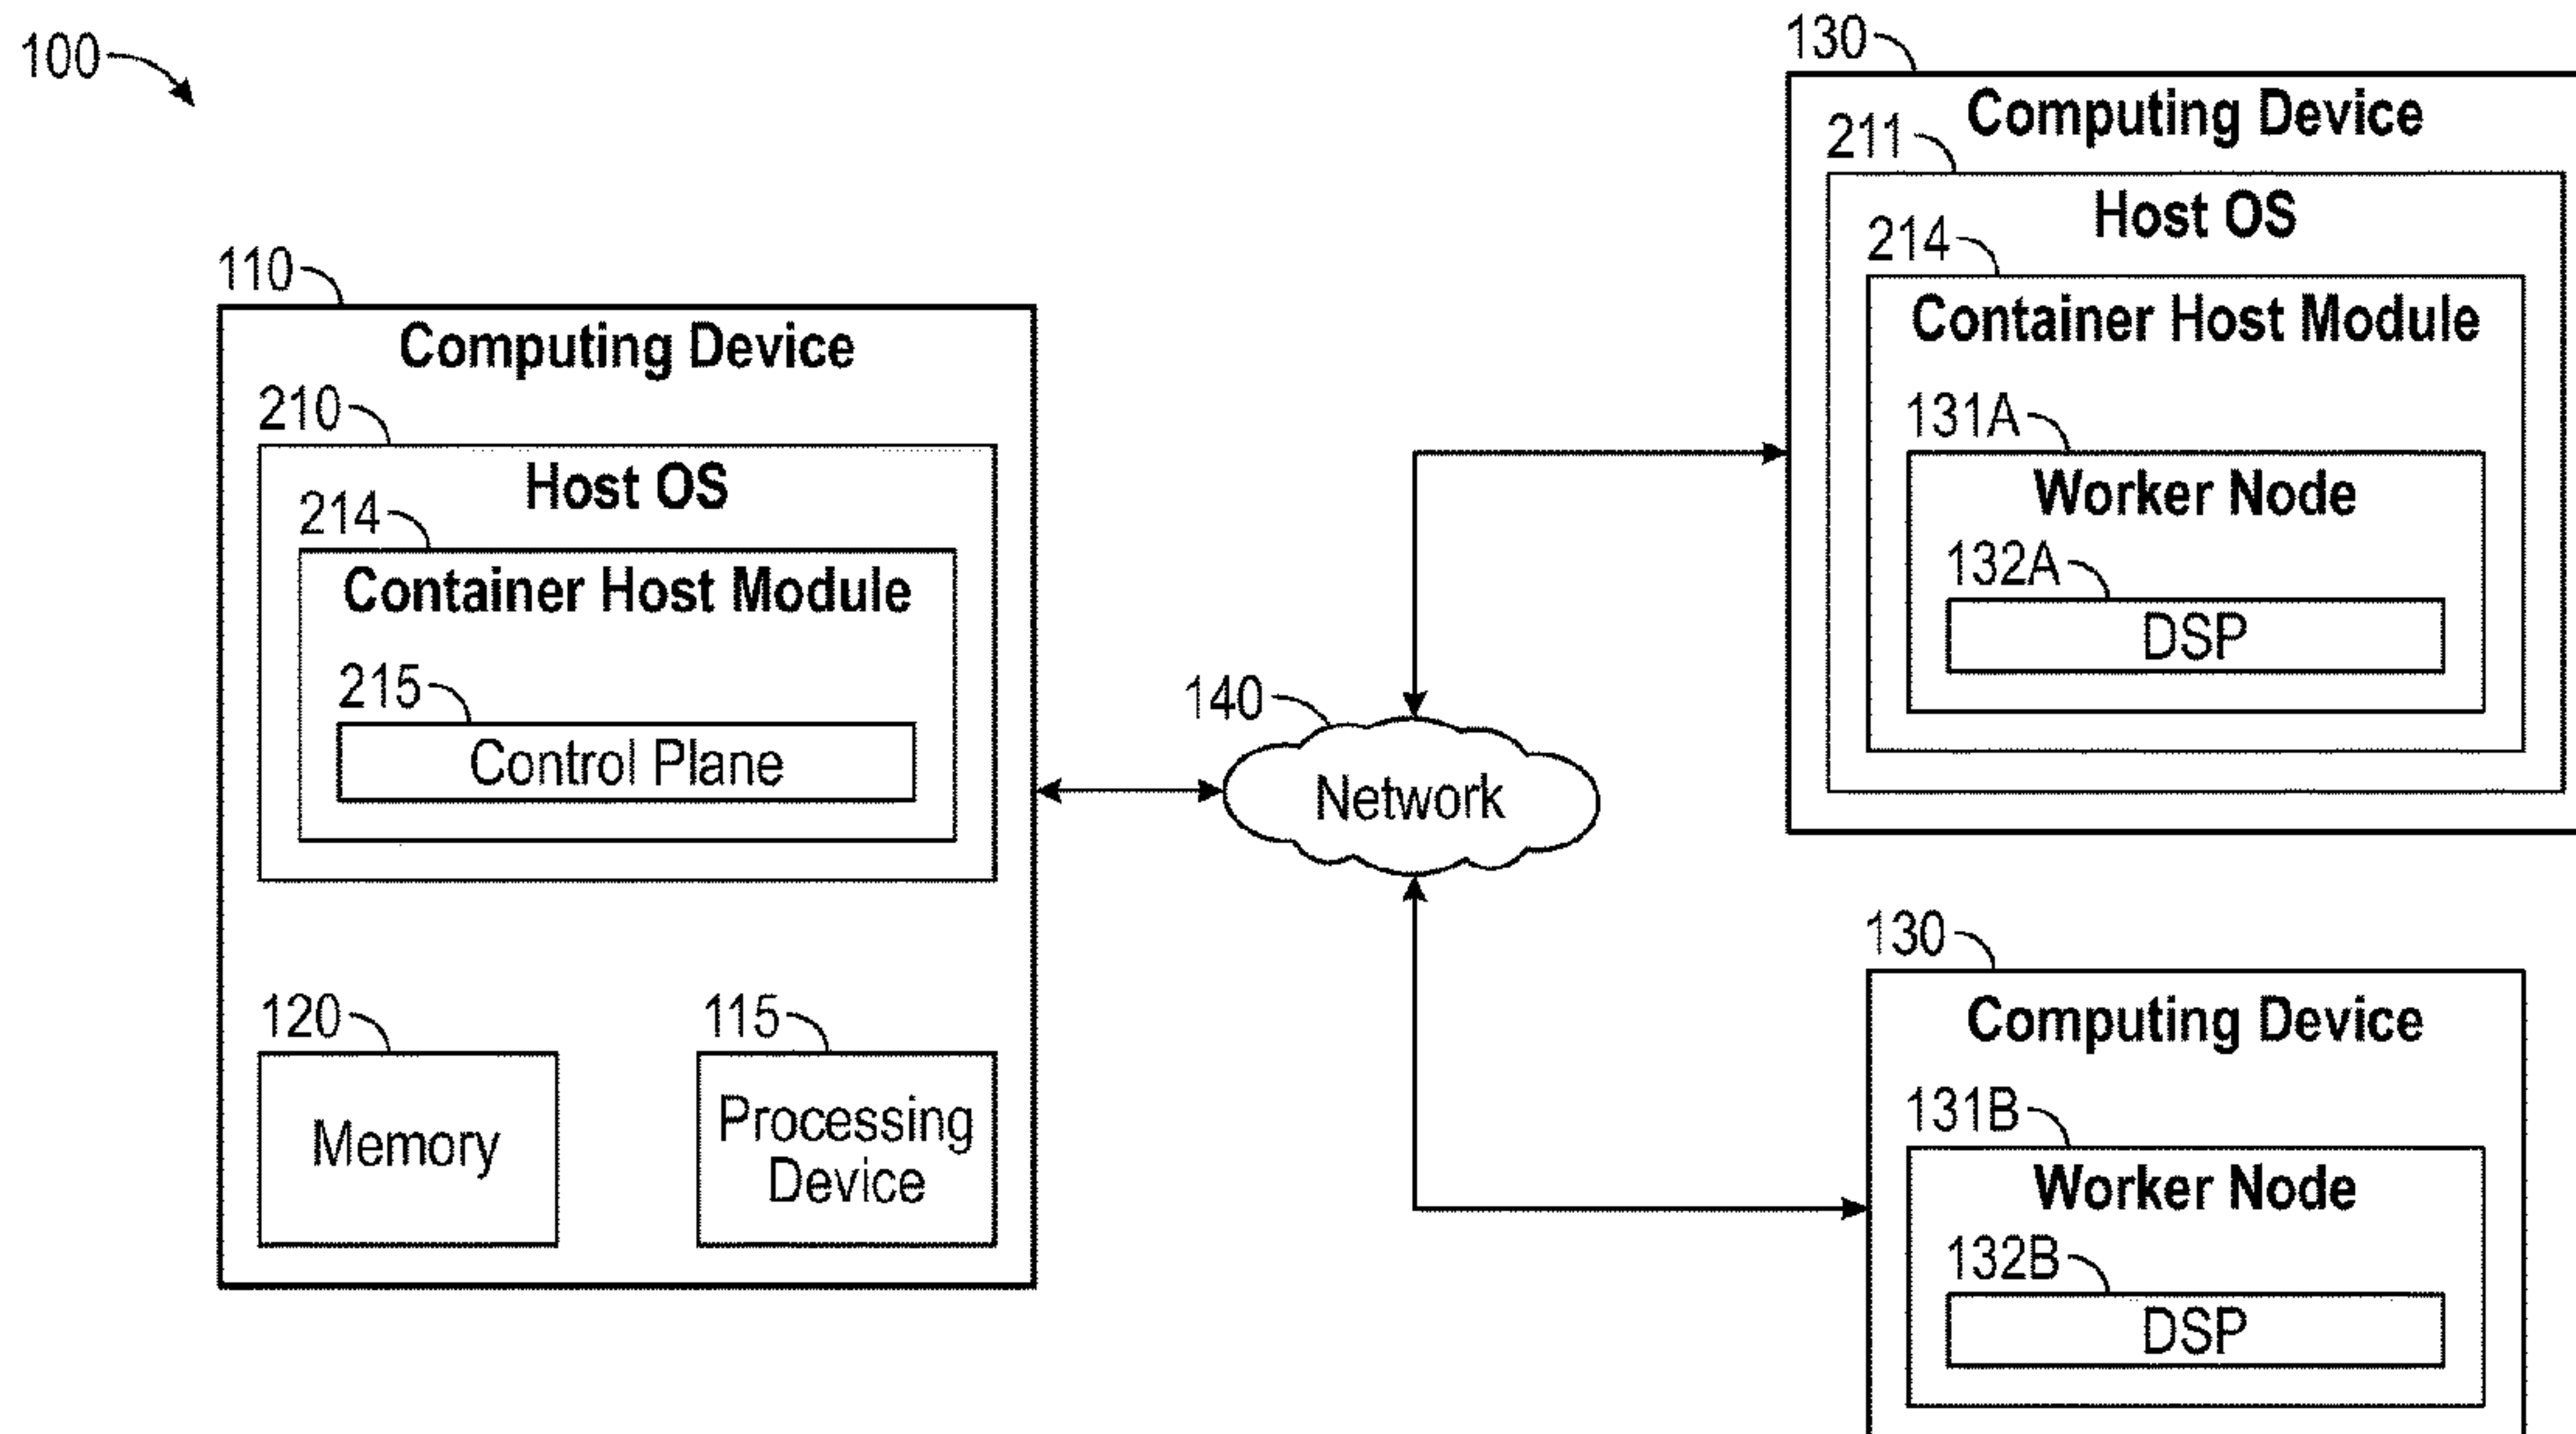 100
110
Computing Device
210
Host OS
214
Container Host Module
215
Control Plane
120
Memory
115
Processing
Device
140
Network
130
Computing Device
211
Host OS
214
Container Host Module
131A
Worker Node
132A
DSP
130
Computing Device
131B
Worker Node
132B
DSP